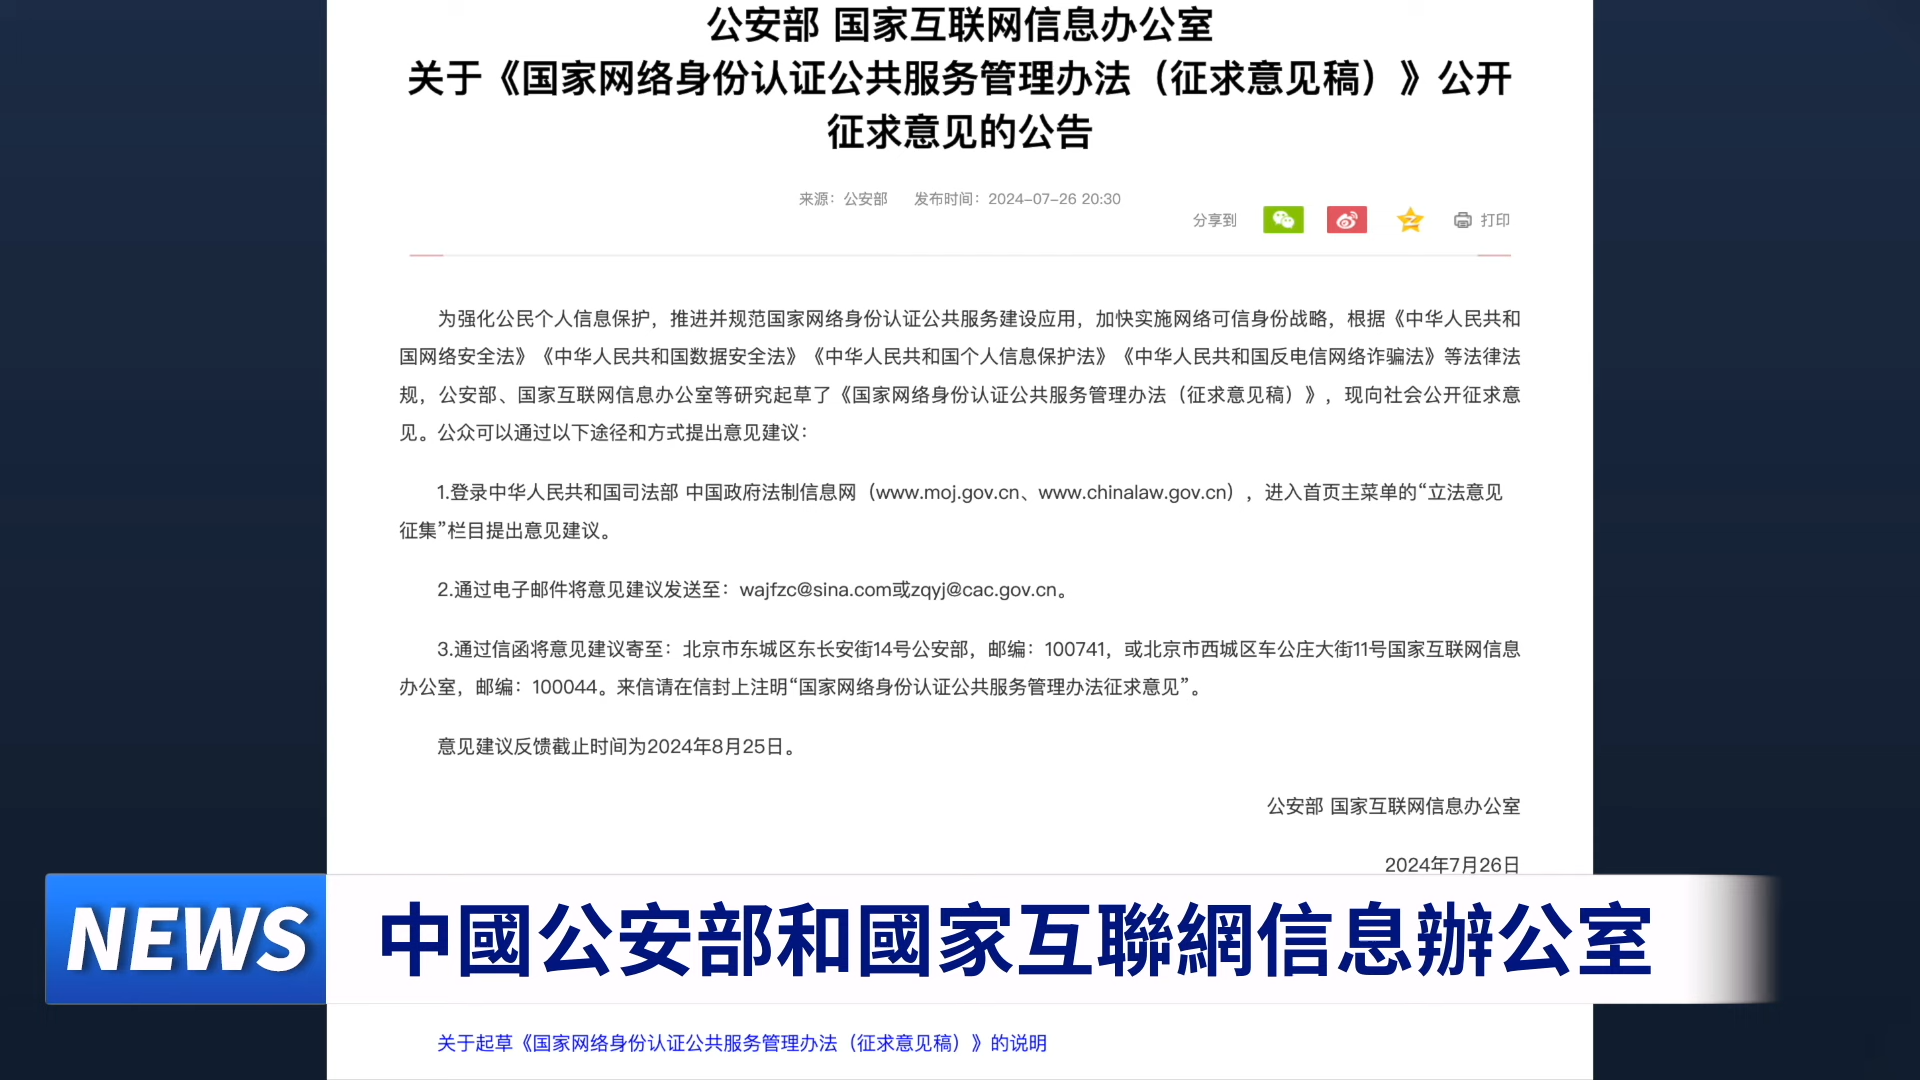 公安部 国家互联网信息办公室
关于《国家网络身份认证公共服务管理办法（征求意见稿）》公开
征求意见的公告
来源：公安部 发布时间：2024-07-26 20:30
分享到 打印
为强化公民个人信息保护，推进并规范国家网络身份认证公共服务建设应用，加快实施网络可信身份战略，根据《中华人民共和
国网络安全法》《中华人民共和国数据安全法》《中华人民共和国个人信息保护法》《中华人民共和国反电信网络诈骗法》等法律法
规，公安部、国家互联网信息办公室等研究起草了《国家网络身份认证公共服务管理办法（征求意见稿）》，现向社会公开征求意
见。公众可以通过以下途径和方式提出意见建议：
1.登录中华人民共和国司法部 中国政府法制信息网（www.moj.gov.cn、www.chinalaw.gov.cn），进入首页主菜单的“立法意见
征集”栏目提出意见建议。
2.通过电子邮件将意见建议发送至：wajfzc@sina.com或zqyj@cac.gov.cn。
3.通过信函将意见建议寄至：北京市东城区东长安街14号公安部，邮编：100741，或北京市西城区车公庄大街11号国家互联网信息
办公室，邮编：100044。来信请在信封上注明“国家网络身份认证公共服务管理办法征求意见”。
意见建议反馈截止时间为2024年8月25日。
公安部 国家互联网信息办公室
2024年7月26日
NEWS 中國公安部和國家互聯網信息辦公室
关于起草《国家网络身份认证公共服务管理办法（征求意见稿）》的说明